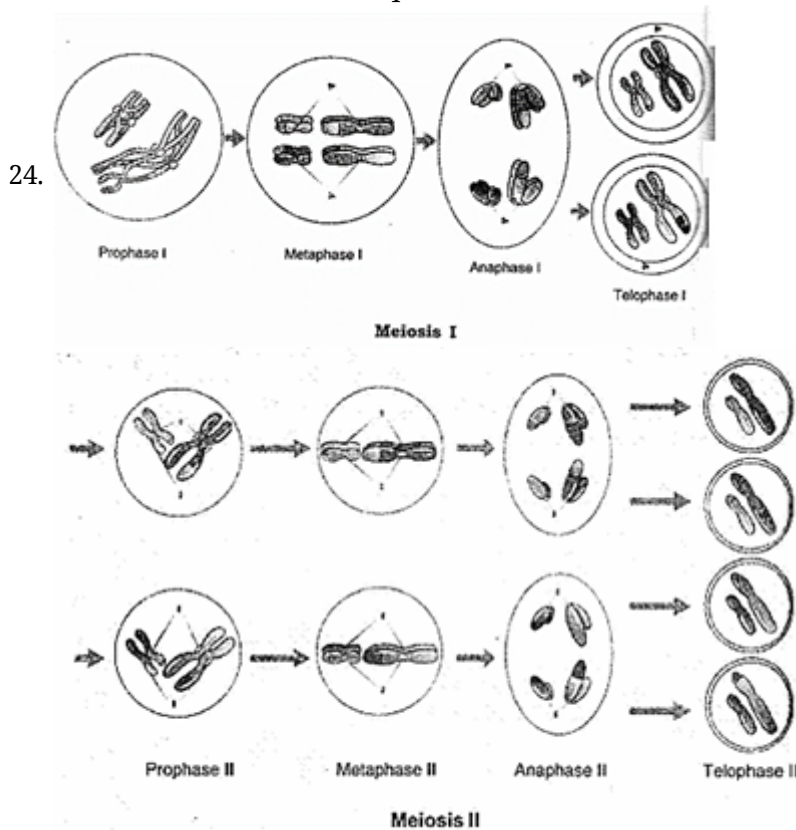 24.
Prophase I
Metaphase I
Anaphase I
Telophase I
Meiosis I
Prophase II
Metaphase II
Anaphase II
Telophase II
Meiosis II